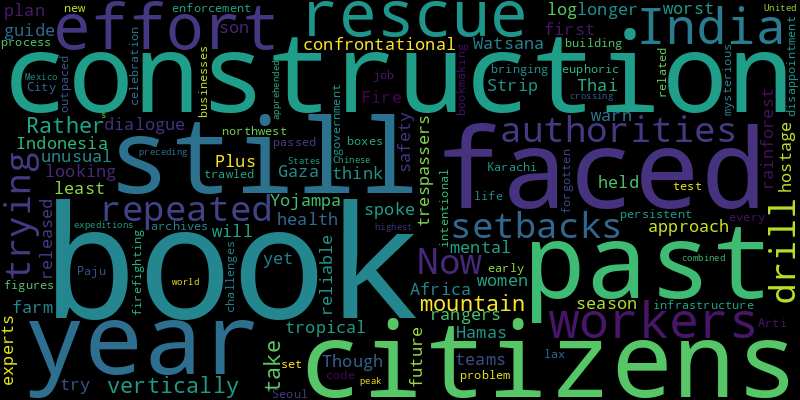 plan
new
enforcement
effort
rescue
log
longer
worst
United
guide
son
first
India
process
confrontational
Watsana
building
construction
City
Mexico
outpaced
celebration
businesses
apprehended
job
Fire
government
bookmaking
bringing
Strip
euphoric
Thai
crossing
related
mysterious
disappointment
s
Rather
dialogue
northwest
passed
boxes
safety
trespassers
warn
authorities
rainforest
hostage
Indonesia
unusual
looking
least
preceding
still
Plus
trawled
States
Gaza
Chinese
think
faced
Karachi
life
forgotten
held
test
trying
released
repeated
Yojampa
health
spoke
intentional
setbacks
persistent
approach
every
drill
archives
expeditions
will
yet
challenges
reliable
highest
mental
Now
early
women
combined
past
figures
Paju
firefighting
book
world
farm
Africa
mountain
season
infrastructure
rangers
workers
Arti
experts
year
tropical
Hamas
future
teams
lax
Though
take
set
code
peak
problem
try
vertically
Seoul
citizens